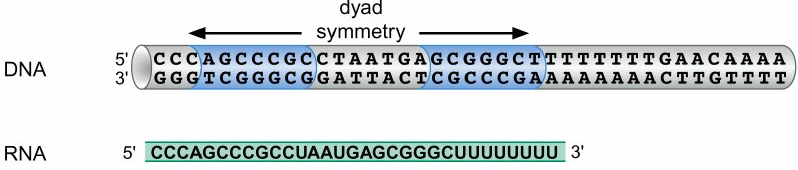 dyad
symmetry
DNA
5' CCCAGCCCGCCTAATGAGCGGGCTTTTTTTTGAACAAAA
3' GGGTCGGGCGGATTACTCGCCCGAAAAAAAACTTGTTTT
RNA 5' CCCAGCCCGCCUAAUGAGCGGGCUUUUUUUU 3'